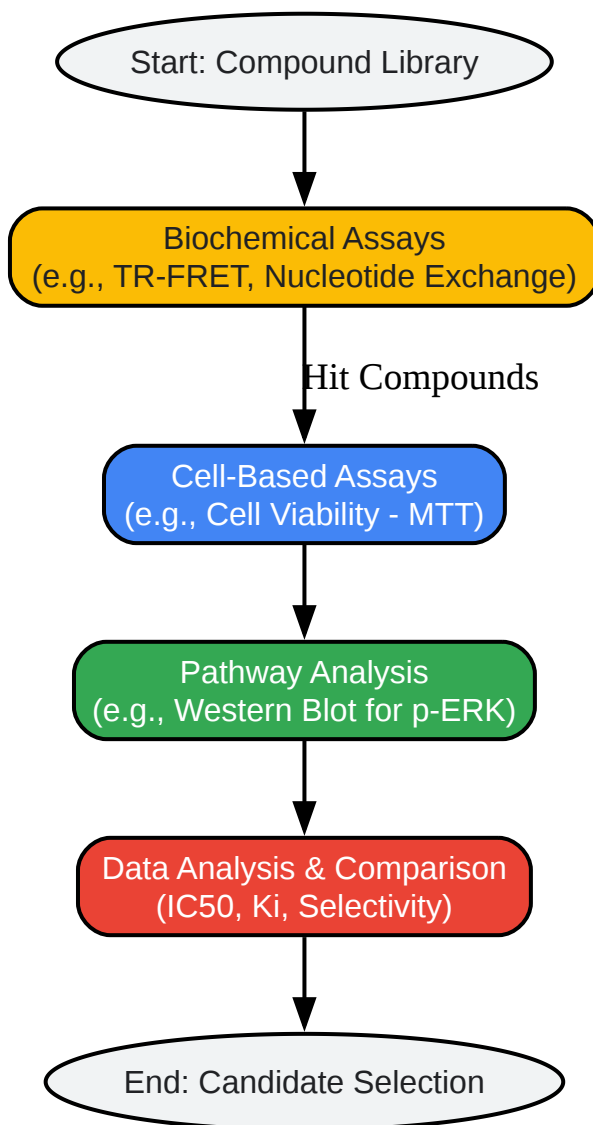 Start: Compound Library
Biochemical Assays
(e.g., TR-FRET, Nucleotide Exchange)
Hit Compounds
Cell-Based Assays
(e.g., Cell Viability - MTT)
Pathway Analysis
(e.g., Western Blot for p-ERK)
Data Analysis & Comparison
(IC50, Ki, Selectivity)
End: Candidate Selection